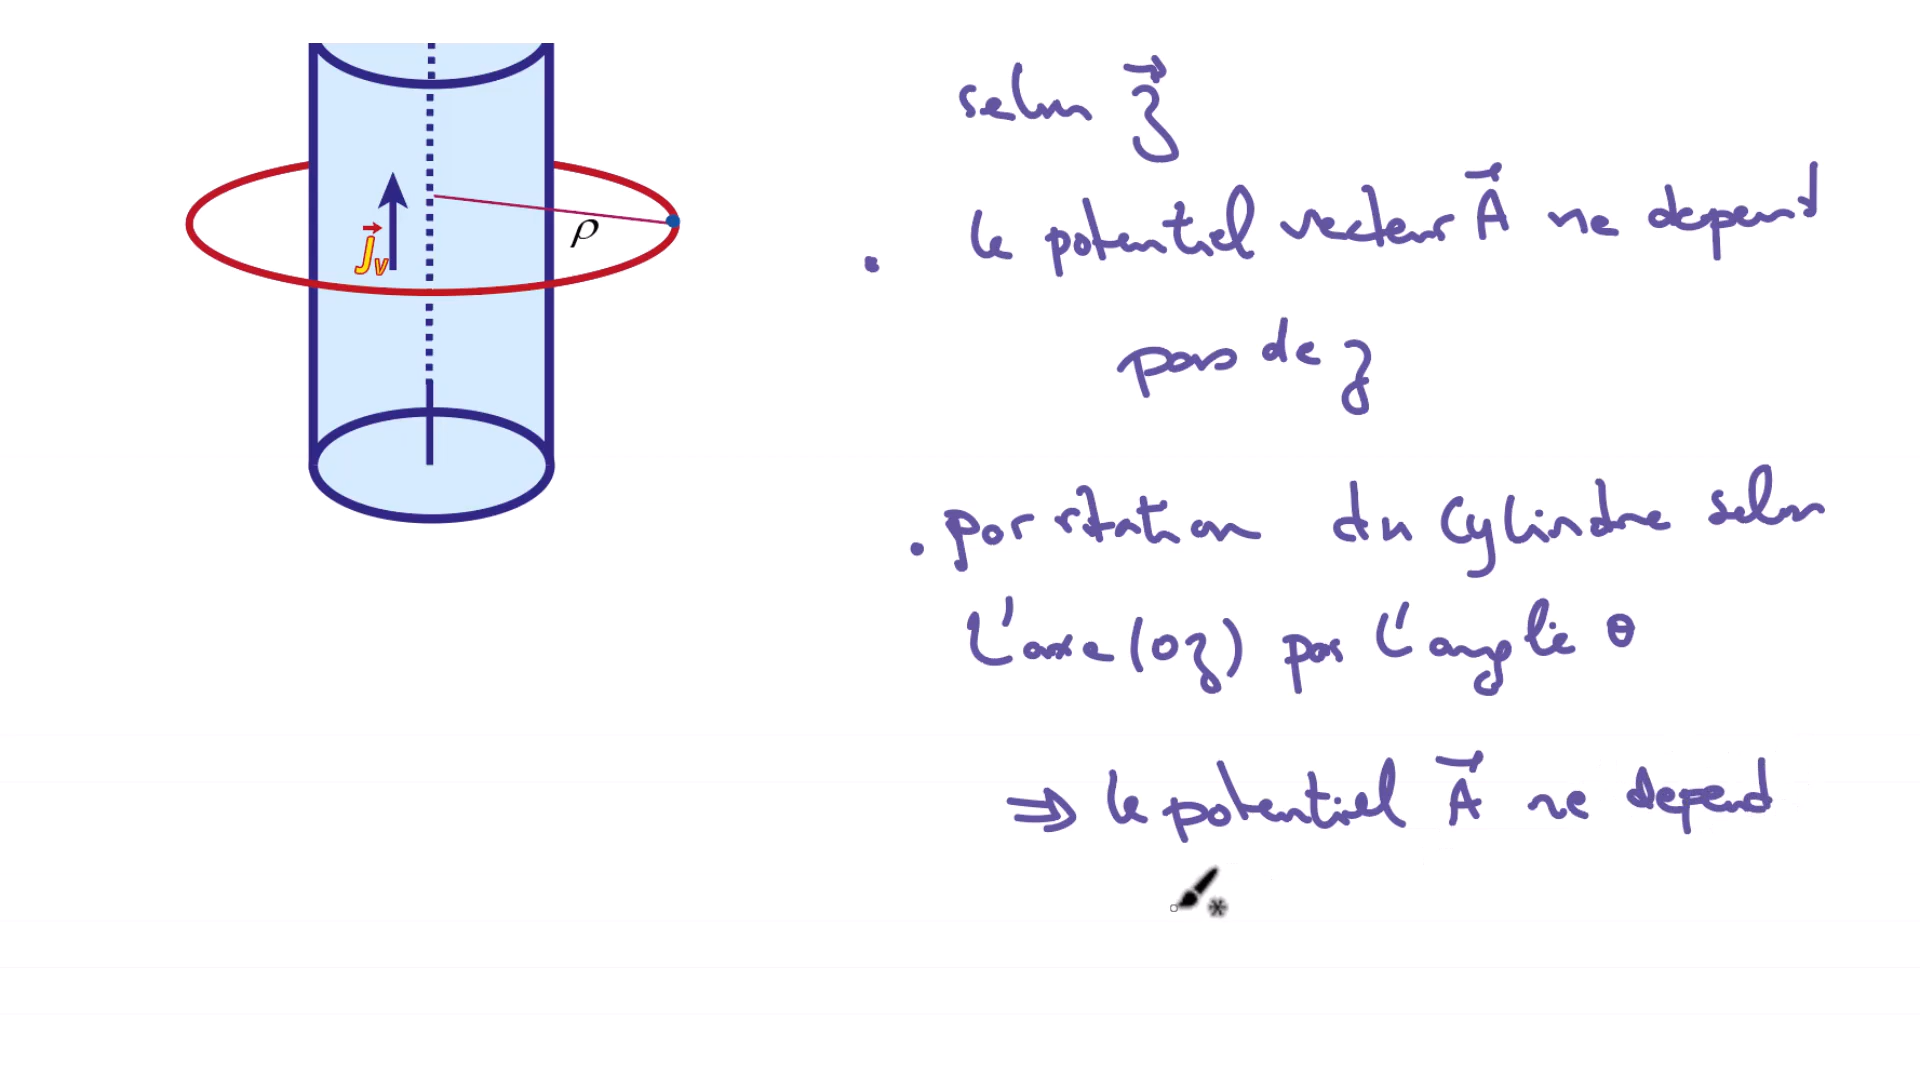 selon z⃗
. le potentiel vecteur A⃗ ne depend
pas de z
. par rotation du cylindre selon
l'axe (oz) par l'angle θ
⇒ le potentiel A⃗ ne depend
j⃗v
ρ